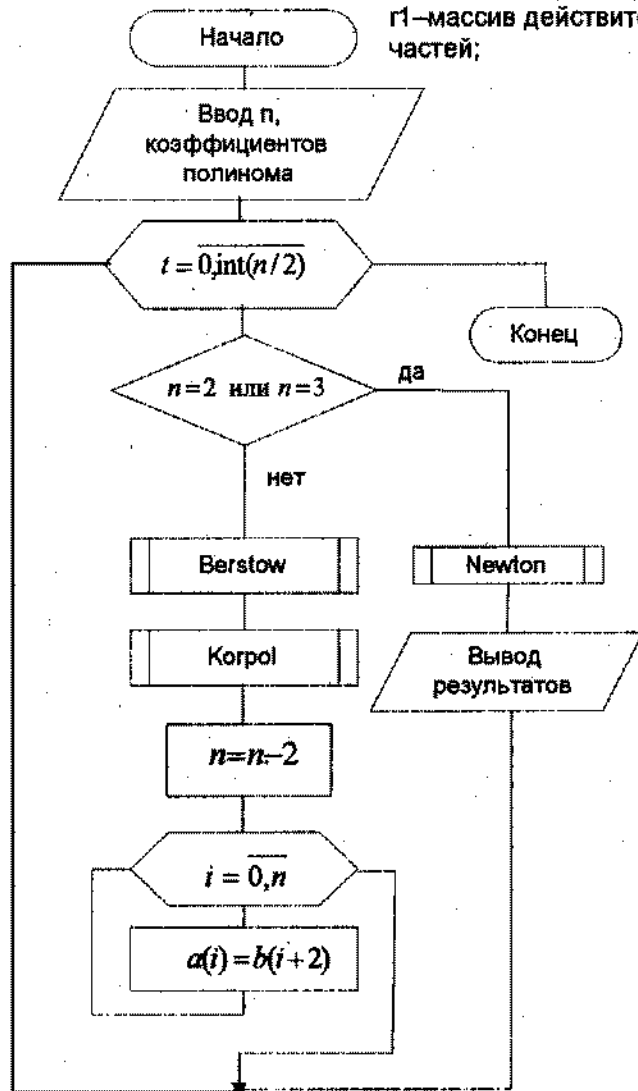 r1–массив
частей;
Начало
Ввод n,
коэффициентов
полинома
t = 0,int(n/2)
Конец
n=2 или n=3
да
нет
Berstow
Newton
Korpol
Вывод
результатов
n=n-2
i = 0,n
a(i)=b(i+2)